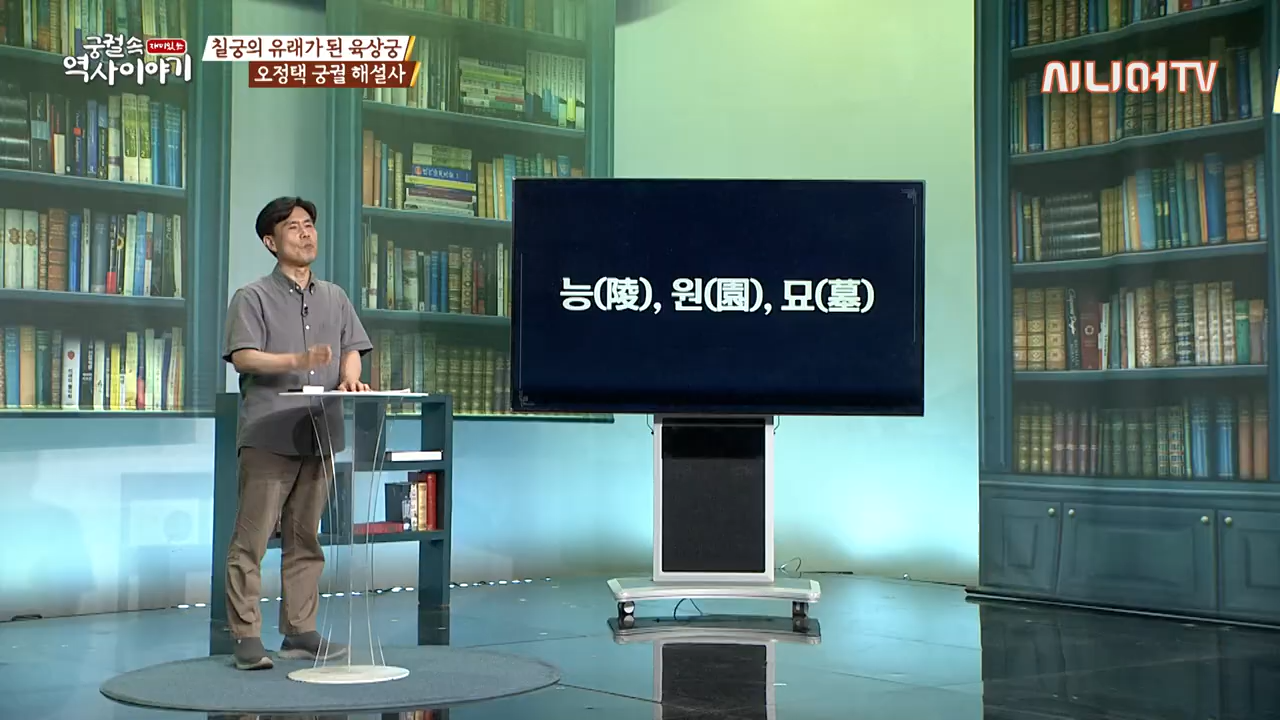 궁궐 속 재미있는
역사이야기
칠궁의 유래가 된 육상궁
오정택 궁궐 해설사
시니어TV
능(陵), 원(園), 묘(墓)